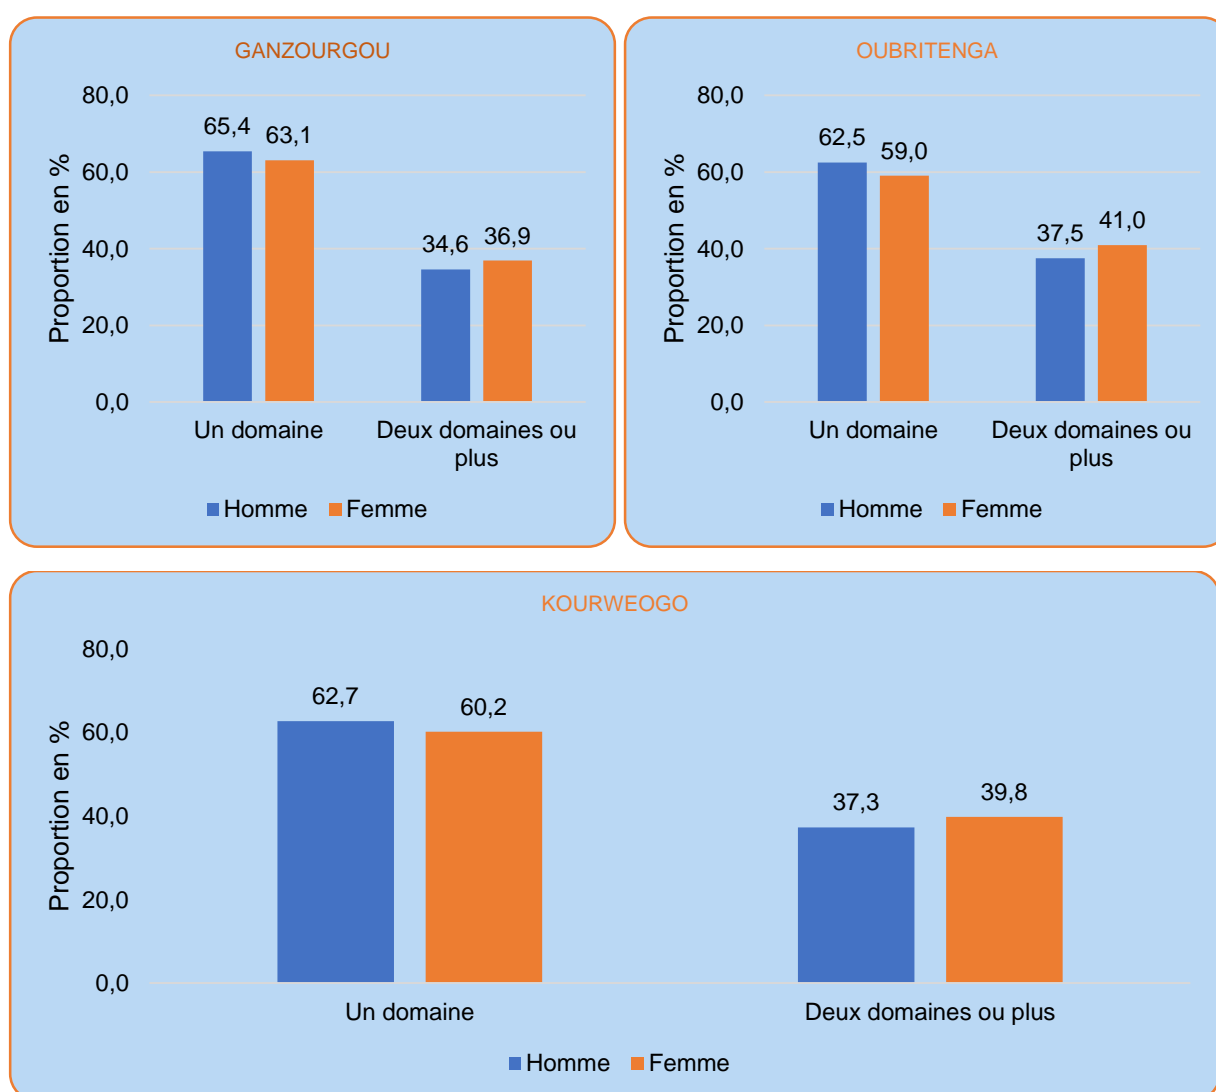 GANZOURGOU
Proportion en %
80,0
60,0
40,0
20,0
0,0
65,4
63,1
34,6
36,9
Un domaine
Deux domaines ou
plus
Homme
Femme
OUBRITENGA
Proportion en %
80,0
60,0
40,0
20,0
0,0
62,5
59,0
37,5
41,0
Un domaine
Deux domaines ou
plus
Homme
Femme
KOURWEOGO
Proportion en %
80,0
60,0
40,0
20,0
0,0
62,7
60,2
37,3
39,8
Un domaine
Deux domaines ou plus
Homme
Femme